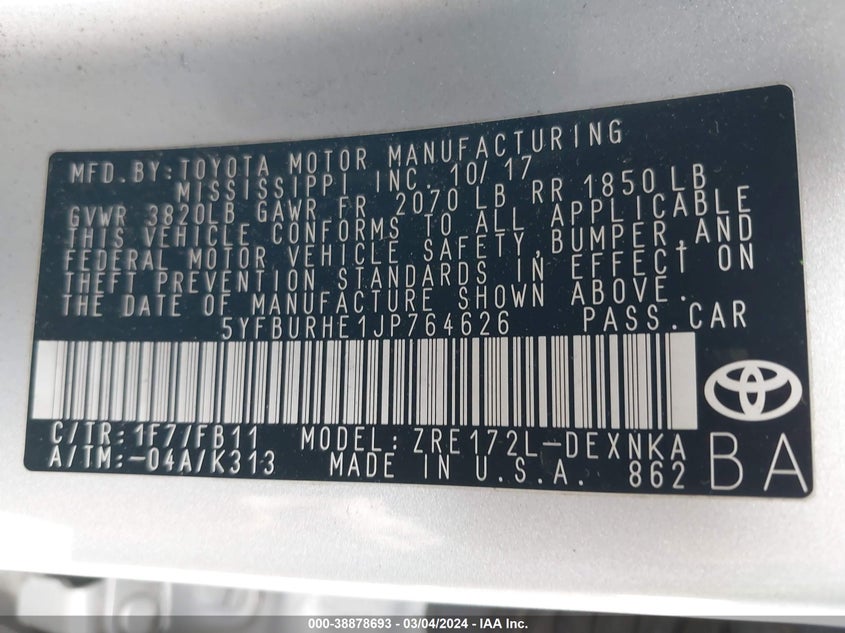 MFD.BY:TOYOTA MOTOR MANUFACTURING
MISSISSIPPI INC. 10/17
GVWR 3820LB GAWR FR 2070 LB RR 1850LB
THIS VEHICLE CONFORMS TO ALL APPLICABLE
FEDERAL MOTOR VEHICLE SAFETY,BUMPER,AND
THEFT PREVENTION STANDARDS IN EFFECT ON
THE DATE OF MANUFACTURE SHOWN ABOVE.
5YFBURHE1JP764626 PASS.CAR
C/TR:1F7/FB11 MODEL:ZRE172L-DEXNKA
A/TM:-04A/K313 MADE IN U.S.A. 862
BA
000-38878693 - 03/04/2024 - IAA Inc.